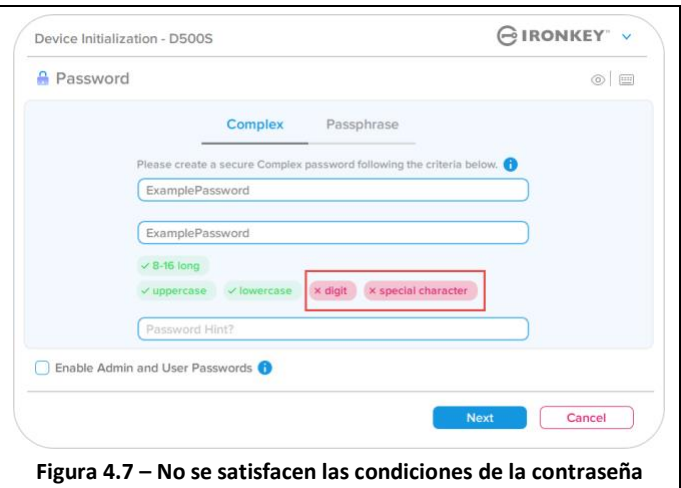 Device Initialization - D500S
IRONKEY™
Password
Complex Passphrase
Please create a secure Complex password following the criteria below.
ExamplePassword
ExamplePassword
✓ 8-16 long
✓ uppercase ✓ lowercase × digit × special character
Password Hint?
Enable Admin and User Passwords
Next Cancel
Figura 4.7 – No se satisfacen las condiciones de la contraseña